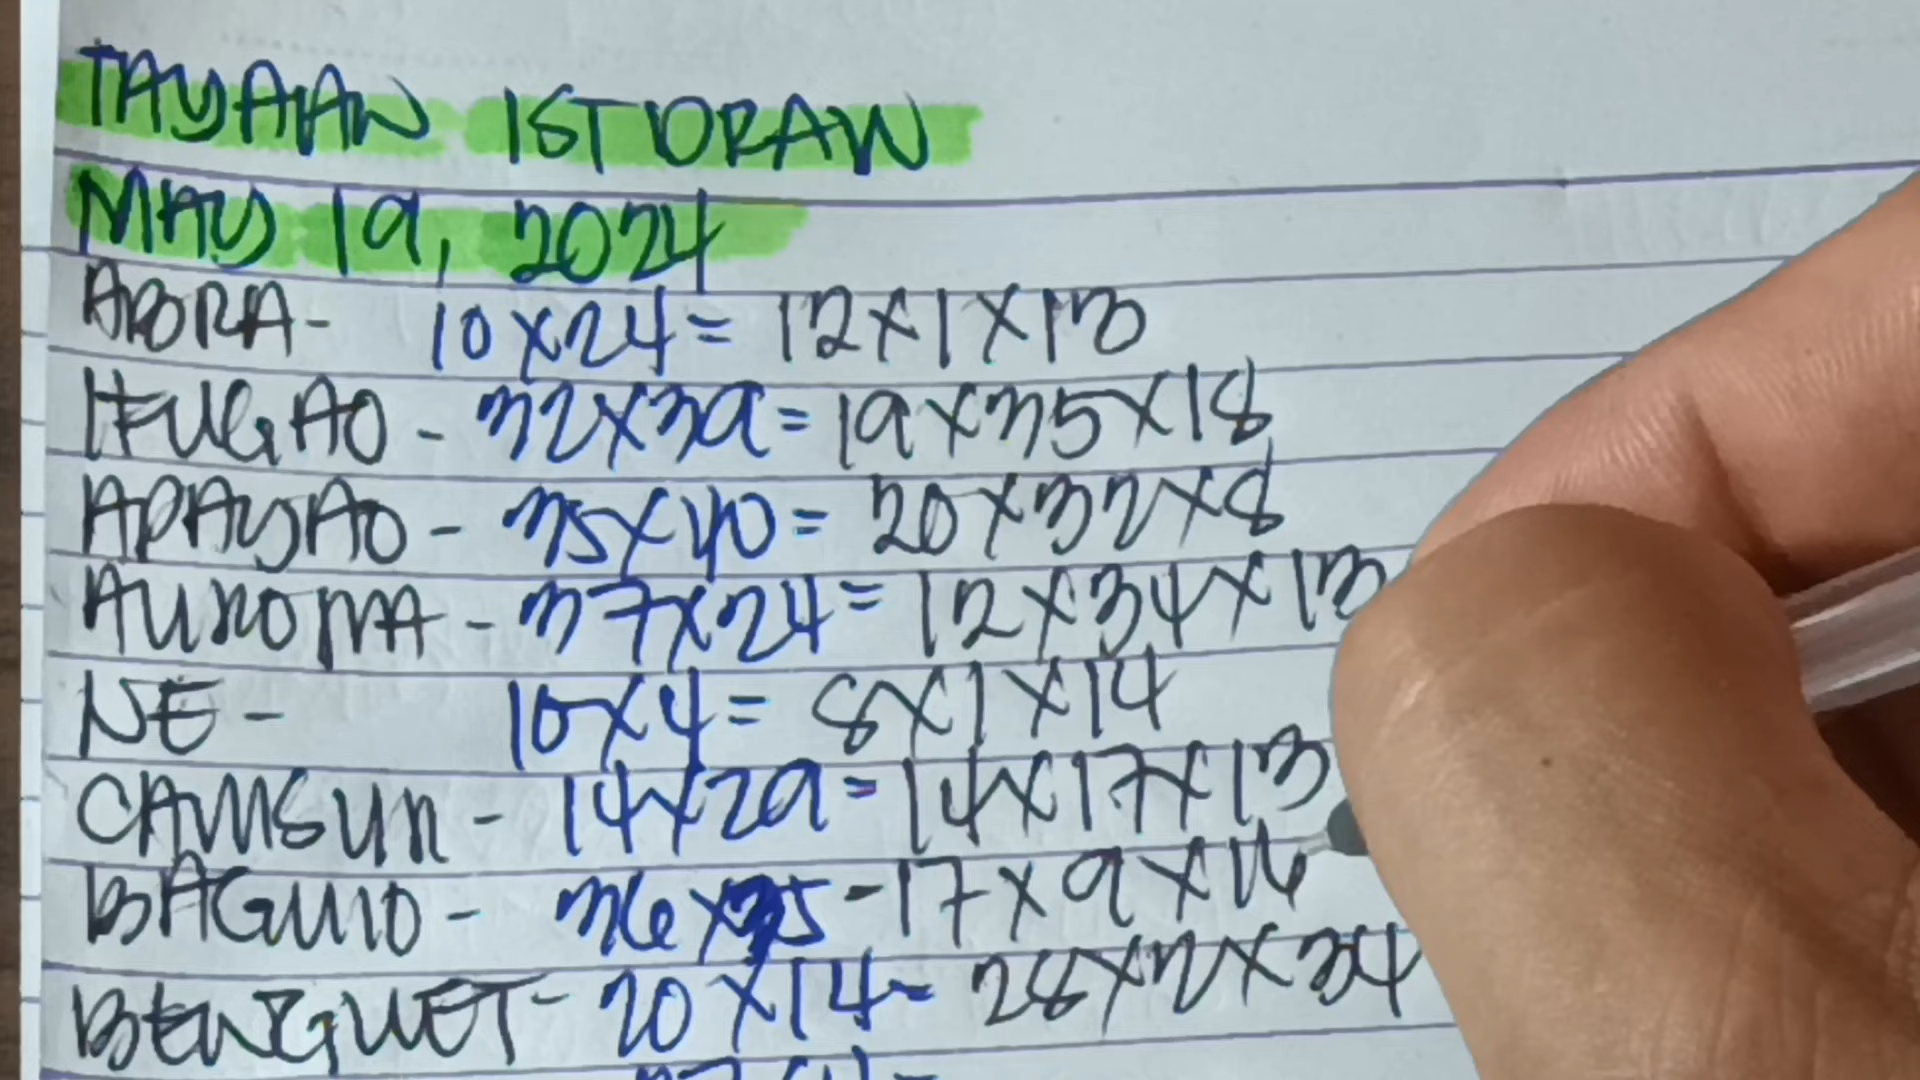 TAYAAN 1ST DRAW
MAY 19, 2024
ABRA- 10x24= 12x1x13
IFUGAO - 32x39= 19x35x18
APAYAO - 35x40= 20x32x8
AURORA - 37x24= 12x34x13
NE - 10x4= 8x1x14
CAMSUR - 14x29= 14x17x13
BAGUIO - 36x35 -17x9x16
BENGUET- 20x14- 28x2x34